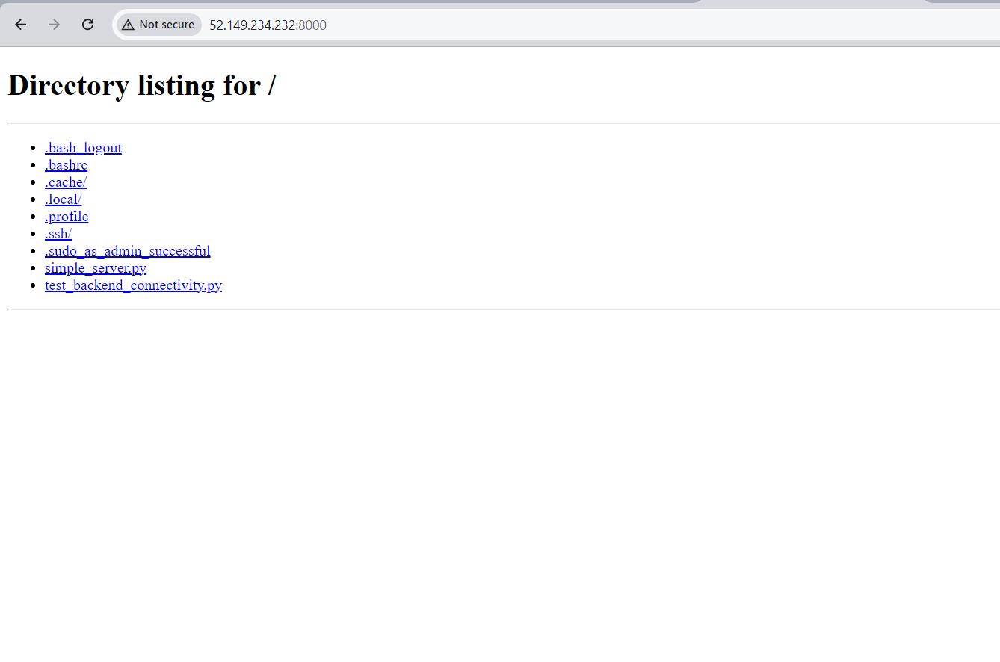 Not secure 52.149.234.232:8000
Directory listing for /
.bash_logout
.bashrc
.cache/
.local/
.profile
.ssh/
.sudo_as_admin_successful
simple_server.py
test_backend_connectivity.py